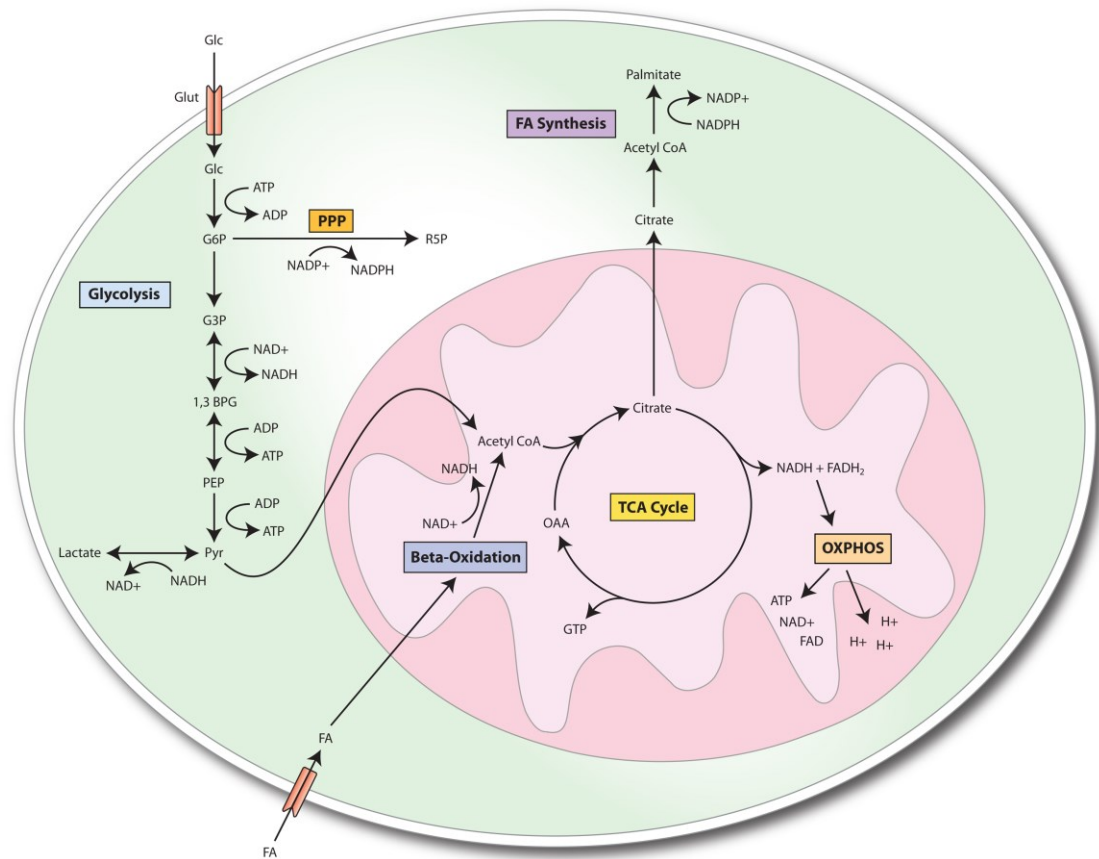 Glc
Glut
Glc
ATP
ADP
G6P
PPP
R5P
NADP+
NADPH
Glycolysis
G3P
NAD+
NADH
1,3 BPG
ADP
ATP
PEP
ADP
ATP
Lactate
Pyr
NAD+
NADH
Palmitate
NADP+
NADPH
FA Synthesis
Acetyl CoA
Citrate
Citrate
Acetyl CoA
NADH
NAD+
Beta-Oxidation
OAA
TCA Cycle
GTP
NADH + FADH₂
OXPHOS
ATP
NAD+
FAD
H+
H+
H+
FA
FA